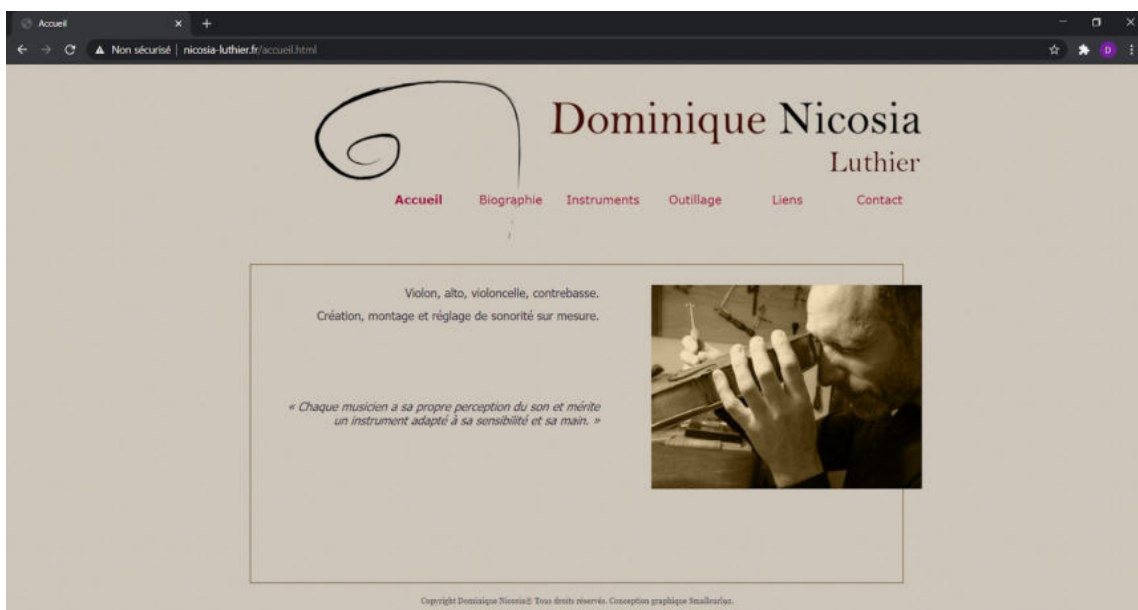 Accueil
Non sécurisé | nicosia-luthier.fr/accueil.html
D
Dominique Nicosia
Luthier
Accueil Biographie Instruments Outillage Liens Contact
Violon, alto, violoncelle, contrebasse.
Création, montage et réglage de sonorité sur mesure.
« Chaque musicien a sa propre perception du son et mérite
un instrument adapté à sa sensibilité et sa main. »
Copyright Dominique Nicosia® Tous droits réservés. Conception graphique